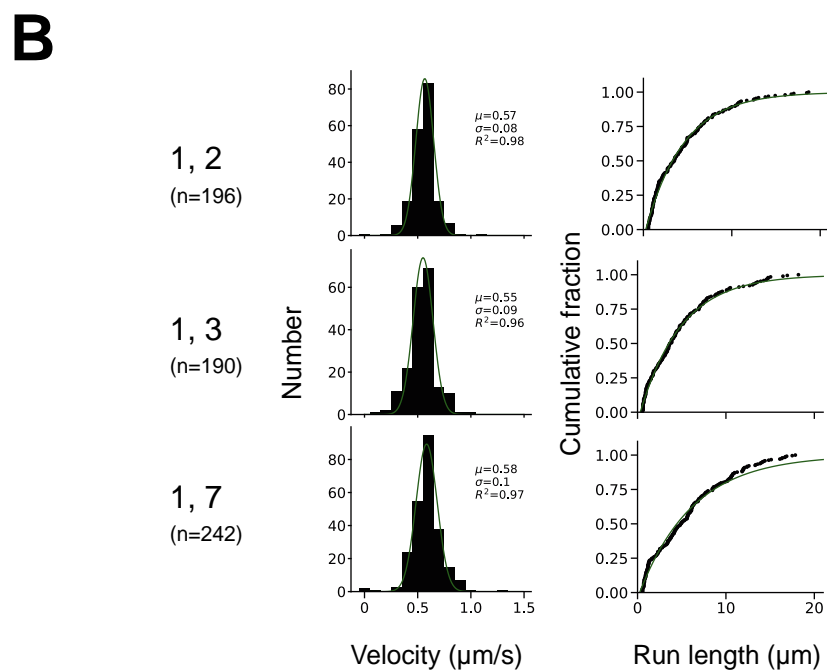 B
1, 2
(n=196)
80
60
40
20
0
μ=0.57
σ=0.08
R²=0.98
1.00
0.75
0.50
0.25
0.00
1, 3
(n=190)
60
40
20
0
μ=0.55
σ=0.09
R²=0.96
1.00
0.75
0.50
0.25
0.00
1, 7
(n=242)
80
60
40
20
0
μ=0.58
σ=0.1
R²=0.97
1.00
0.75
0.50
0.25
0.00
Number
Cumulative fraction
0 0.5 1.0 1.5
0 10 20
Velocity (μm/s)
Run length (μm)